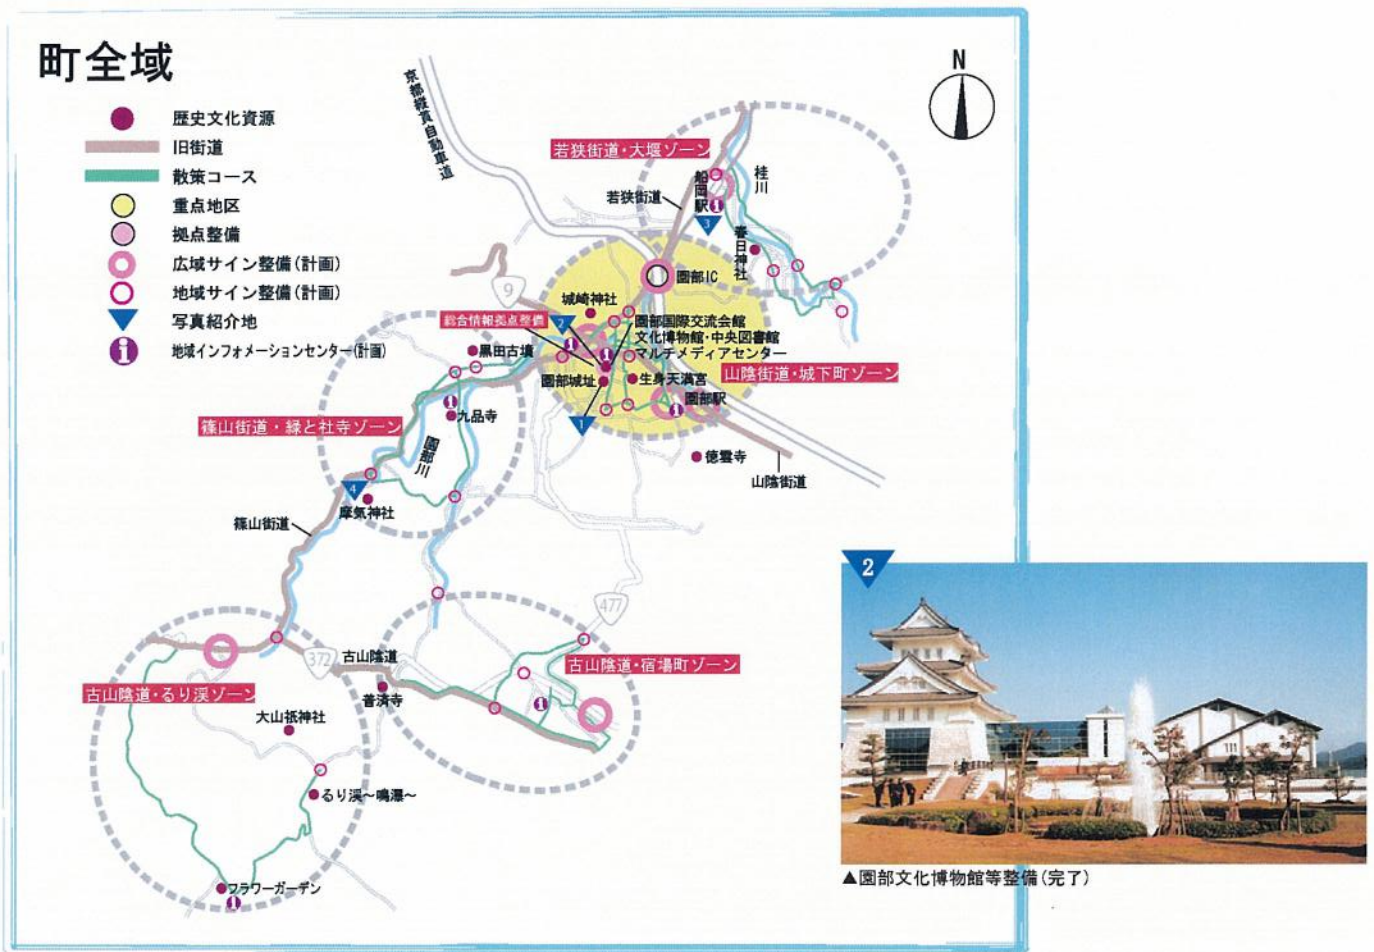 町全域
歴史文化資源
旧街道
散策コース
重点地区
拠点整備
広域サイン整備(計画)
地域サイン整備(計画)
写真紹介地
i
地域インフォメーションセンター(計画)
N
京都縦貫自動車道
若狭街道・大堰ゾーン
船岡駅
桂川
若狭街道
i
3
春日神社
園部IC
9
城崎神社
総合情報拠点整備
2
園部国際交流会館
文化博物館・中央図書館
マルチメディアセンター
i
i
黒田古墳
園部城址
生身天満宮
山陰街道・城下町ゾーン
園部駅
i
1
i
九品寺
篠山街道・緑と社寺ゾーン
園部川
徳雲寺
山陰街道
4
摩気神社
篠山街道
477
372
古山陰道
古山陰道・宿場町ゾーン
普済寺
i
古山陰道・るり渓ゾーン
大山祇神社
るり渓〜鳴瀑〜
フラワーガーデン
i
2
▲園部文化博物館等整備(完了)